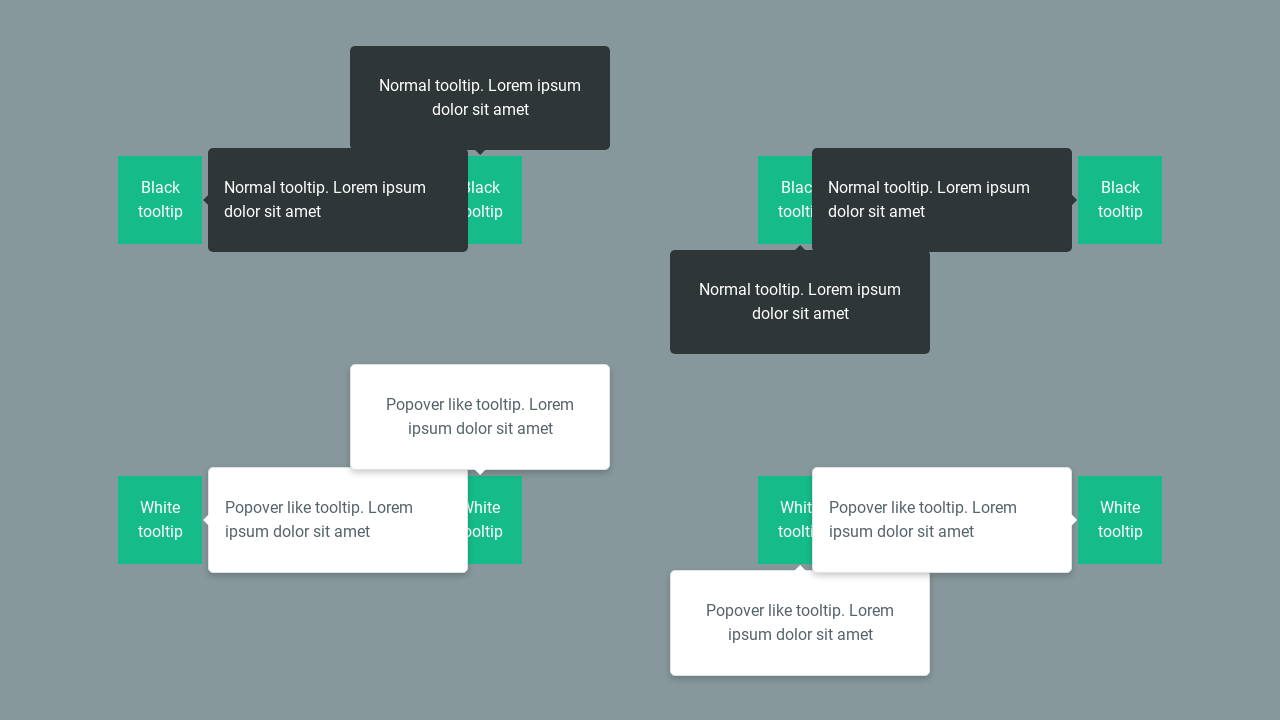 Normal tooltip. Lorem ipsum
dolor sit amet
Black
tooltip
Normal tooltip. Lorem ipsum
dolor sit amet
Black
tooltip
Black
tooltip
Normal tooltip. Lorem ipsum
dolor sit amet
Black
tooltip
Normal tooltip. Lorem ipsum
dolor sit amet
Popover like tooltip. Lorem
ipsum dolor sit amet
White
tooltip
Popover like tooltip. Lorem
ipsum dolor sit amet
White
tooltip
White
tooltip
Popover like tooltip. Lorem
ipsum dolor sit amet
White
tooltip
Popover like tooltip. Lorem
ipsum dolor sit amet